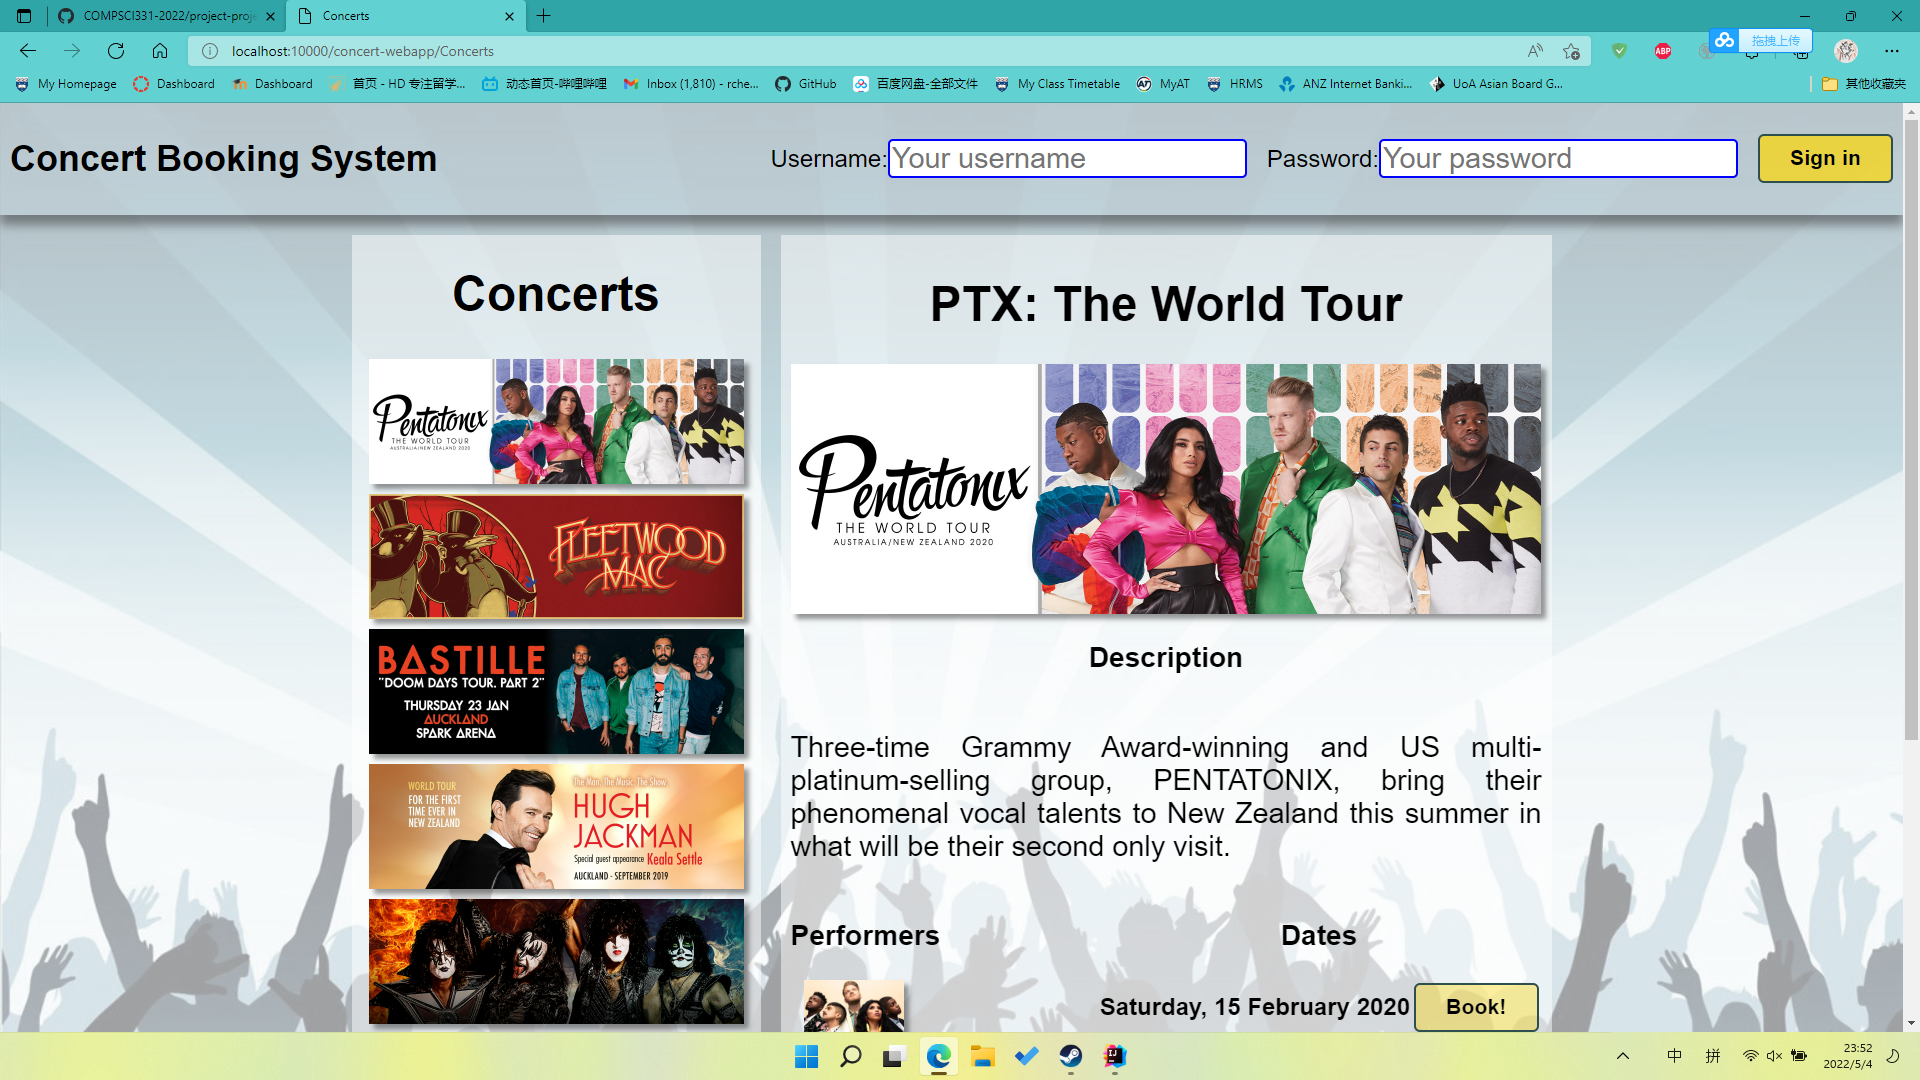 COMPSCI331-2022/project-proje
Concerts
localhost:10000/concert-webapp/Concerts
拖拽上传
My Homepage
Dashboard
Dashboard
首页 - HD 专注留学...
动态首页-哔哩哔哩
Inbox (1,810) - rche...
GitHub
百度网盘-全部文件
My Class Timetable
MyAT
HRMS
ANZ Internet Banki...
UoA Asian Board G...
其他收藏夹
Concert Booking System
Username:
Your username
Password:
Your password
Sign in
Concerts
Pentatonix
THE WORLD TOUR
AUSTRALIA/NEW ZEALAND 2020
FLEETWOOD
MAC
BASTILLE
"DOOM DAYS TOUR. PART 2"
THURSDAY 23 JAN
AUCKLAND
SPARK ARENA
WORLD TOUR
FOR THE FIRST
TIME EVER IN
NEW ZEALAND
The Man. The Music. The Show.
HUGH
JACKMAN
Special guest appearance Keala Settle
AUCKLAND - SEPTEMBER 2019
PTX: The World Tour
Pentatonix
THE WORLD TOUR
AUSTRALIA/NEW ZEALAND 2020
Description
Three-time Grammy Award-winning and US multi-
platinum-selling group, PENTATONIX, bring their
phenomenal vocal talents to New Zealand this summer in
what will be their second only visit.
Performers
Dates
Saturday, 15 February 2020
Book!
中
拼
23:52
2022/5/4